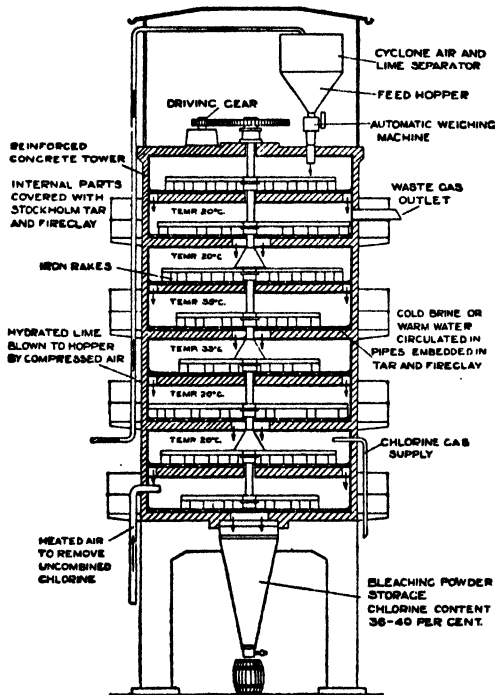 CYCLONE AIR AND
LIME SEPARATOR
FEED HOPPER
DRIVING GEAR
AUTOMATIC WEIGHING
MACHINE
REINFORCED
CONCRETE TOWER
INTERNAL PARTS
COVERED WITH
STOCKHOLM TAR
AND FIRECLAY
WASTE GAS
OUTLET
TEMP. 20°C.
TEMP. 20°C
IRON RAKES
TEMP. 35°C.
HYDRATED LIME
BLOWN TO HOPPER
BY COMPRESSED AIR
COLD BRINE OR
WARM WATER
CIRCULATED IN
PIPES EMBEDDED IN
TAR AND FIRECLAY
TEMP. 35°C.
TEMP. 20°C.
TEMP. 20°C.
CHLORINE GAS
SUPPLY
HEATED AIR
TO REMOVE
UNCOMBINED
CHLORINE
BLEACHING POWDER
STORAGE
CHLORINE CONTENT
36-40 PER CENT.